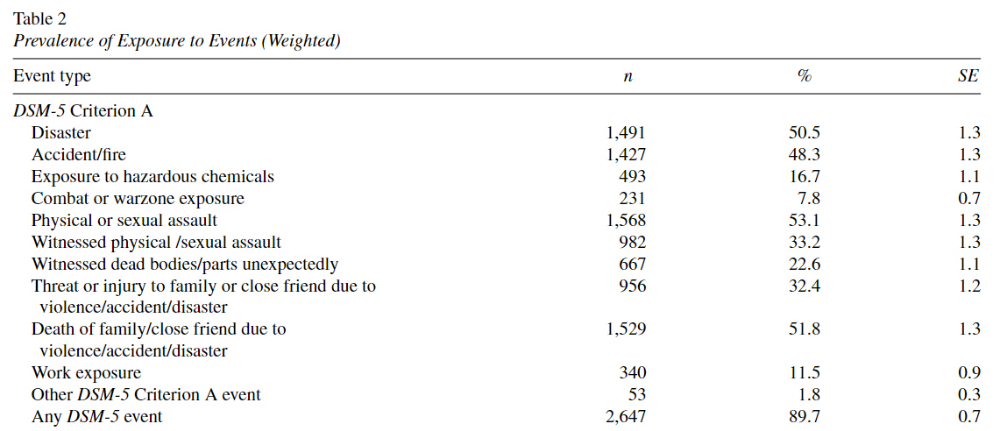 Table 2
Prevalence of Exposure to Events (Weighted)
Event type n % SE
DSM-5 Criterion A
Disaster 1,491 50.5 1.3
Accident/fire 1,427 48.3 1.3
Exposure to hazardous chemicals 493 16.7 1.1
Combat or warzone exposure 231 7.8 0.7
Physical or sexual assault 1,568 53.1 1.3
Witnessed physical /sexual assault 982 33.2 1.3
Witnessed dead bodies/parts unexpectedly 667 22.6 1.1
Threat or injury to family or close friend due to 956 32.4 1.2
violence/accident/disaster
Death of family/close friend due to 1,529 51.8 1.3
violence/accident/disaster
Work exposure 340 11.5 0.9
Other DSM-5 Criterion A event 53 1.8 0.3
Any DSM-5 event 2,647 89.7 0.7